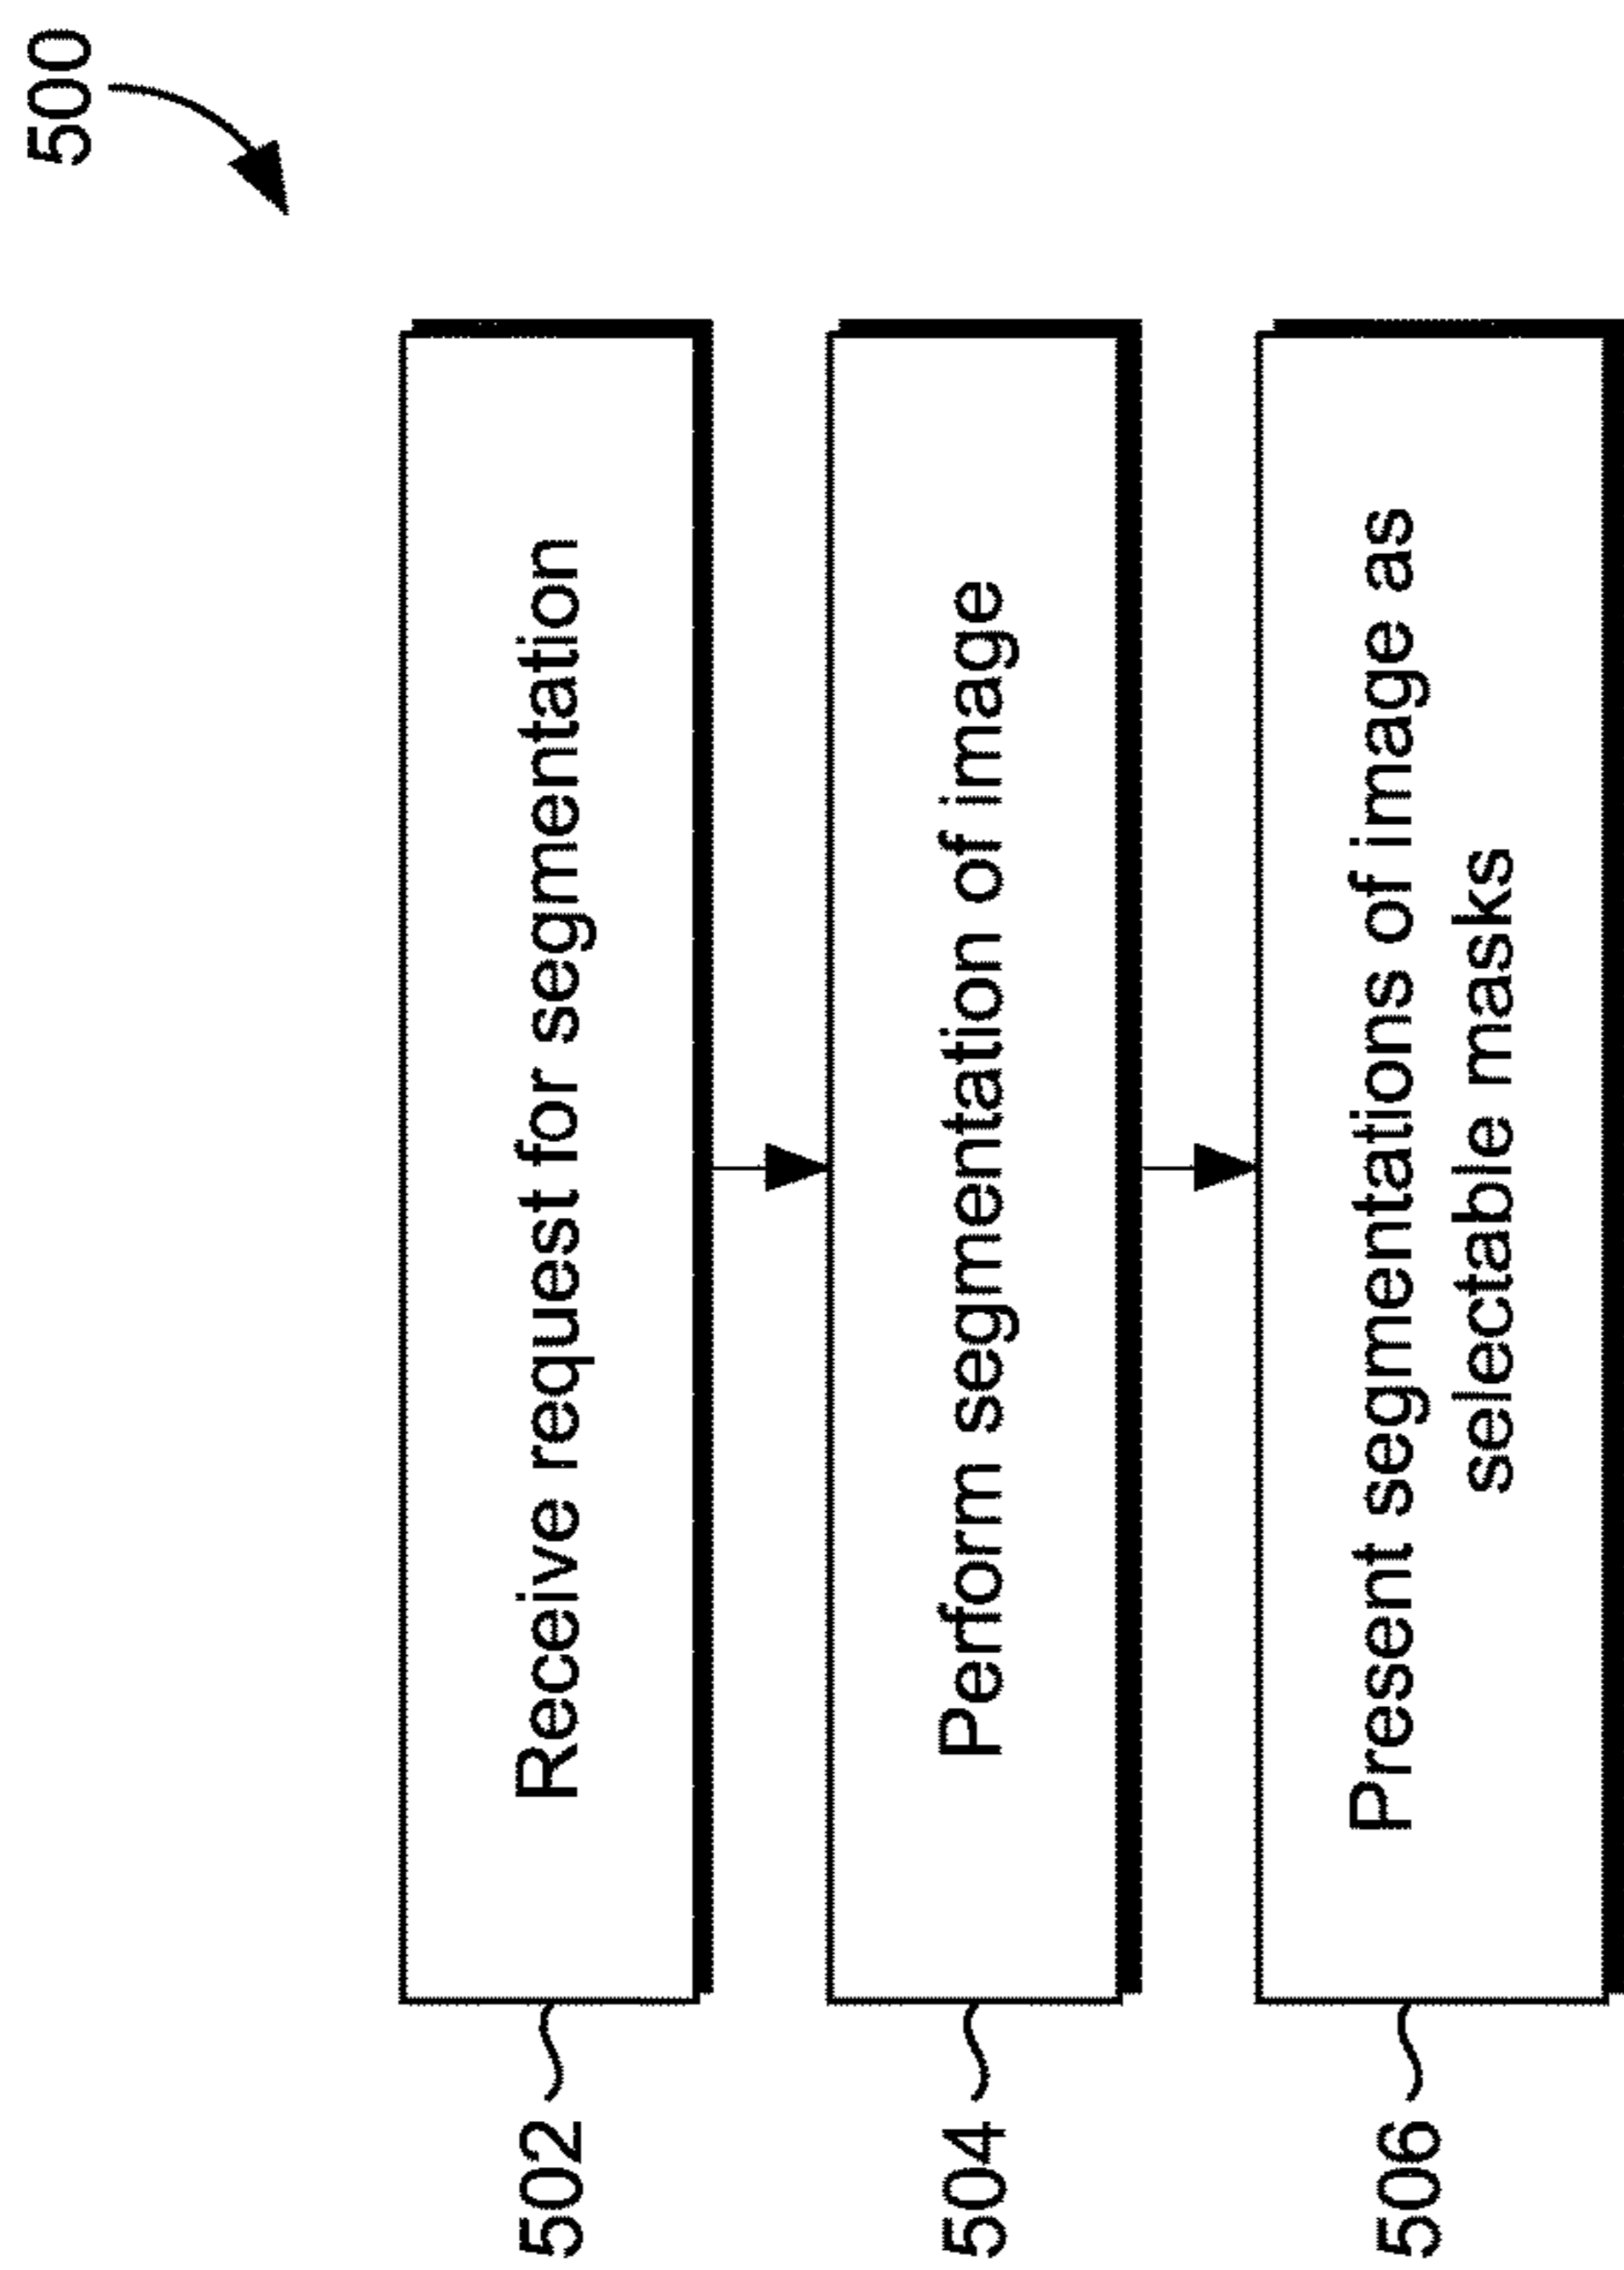 500
502
Receive request for segmentation
504
Perform segmentation of image
506
Present segmentations of image as
selectable masks